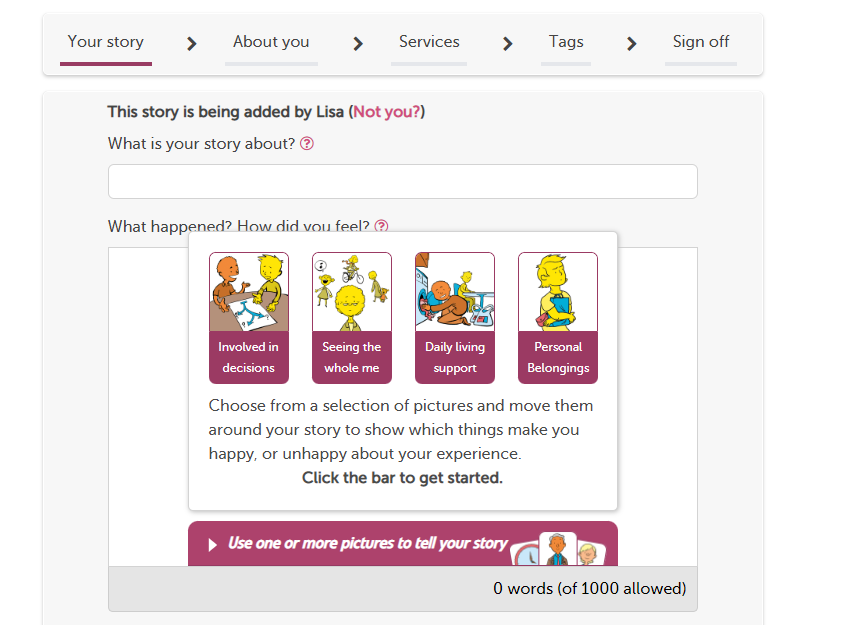 Your story
About you
Services
Tags
Sign off
This story is being added by Lisa (Not you?)
What is your story about? ?
What happened? How did you feel? ?
Involved in
decisions
Seeing the
whole me
Daily living
support
Personal
Belongings
Choose from a selection of pictures and move them
around your story to show which things make you
happy, or unhappy about your experience.
Click the bar to get started.
Use one or more pictures to tell your story
0 words (of 1000 allowed)